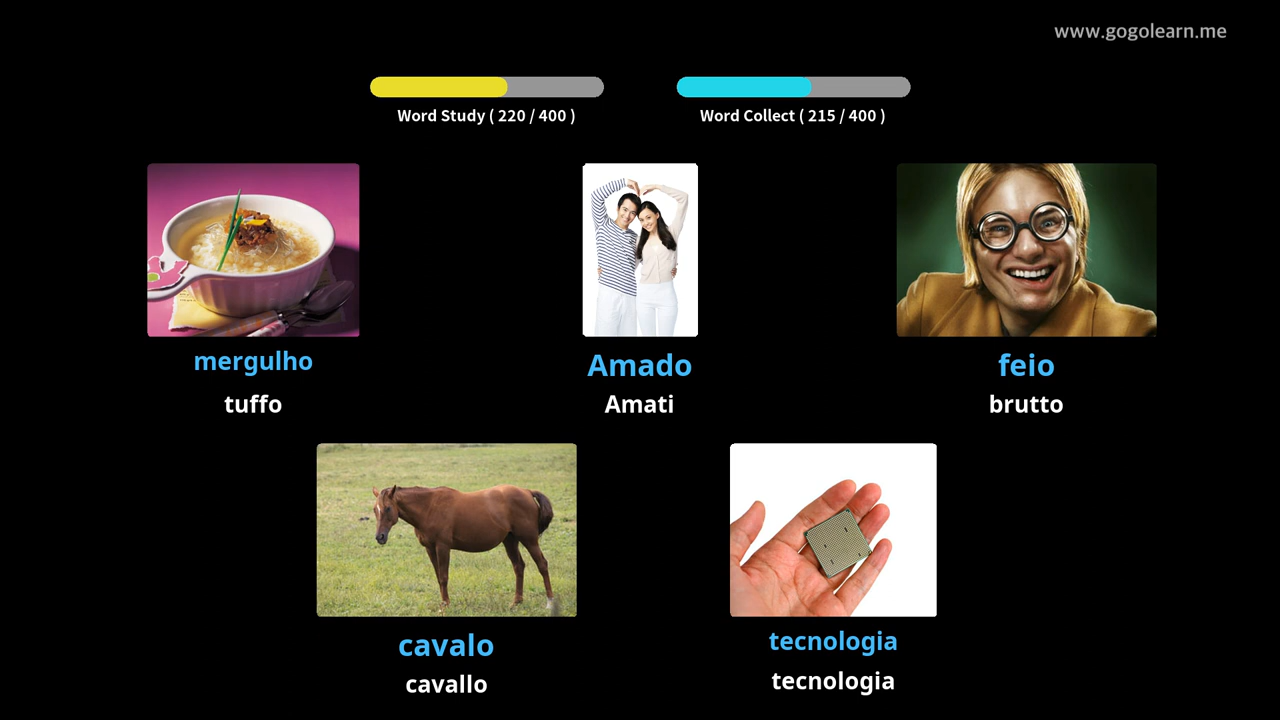 www.gogolearn.me
Word Study ( 220 / 400 )
Word Collect ( 215 / 400 )
mergulho
tuffo
Amado
Amati
feio
brutto
cavalo
cavallo
tecnologia
tecnologia